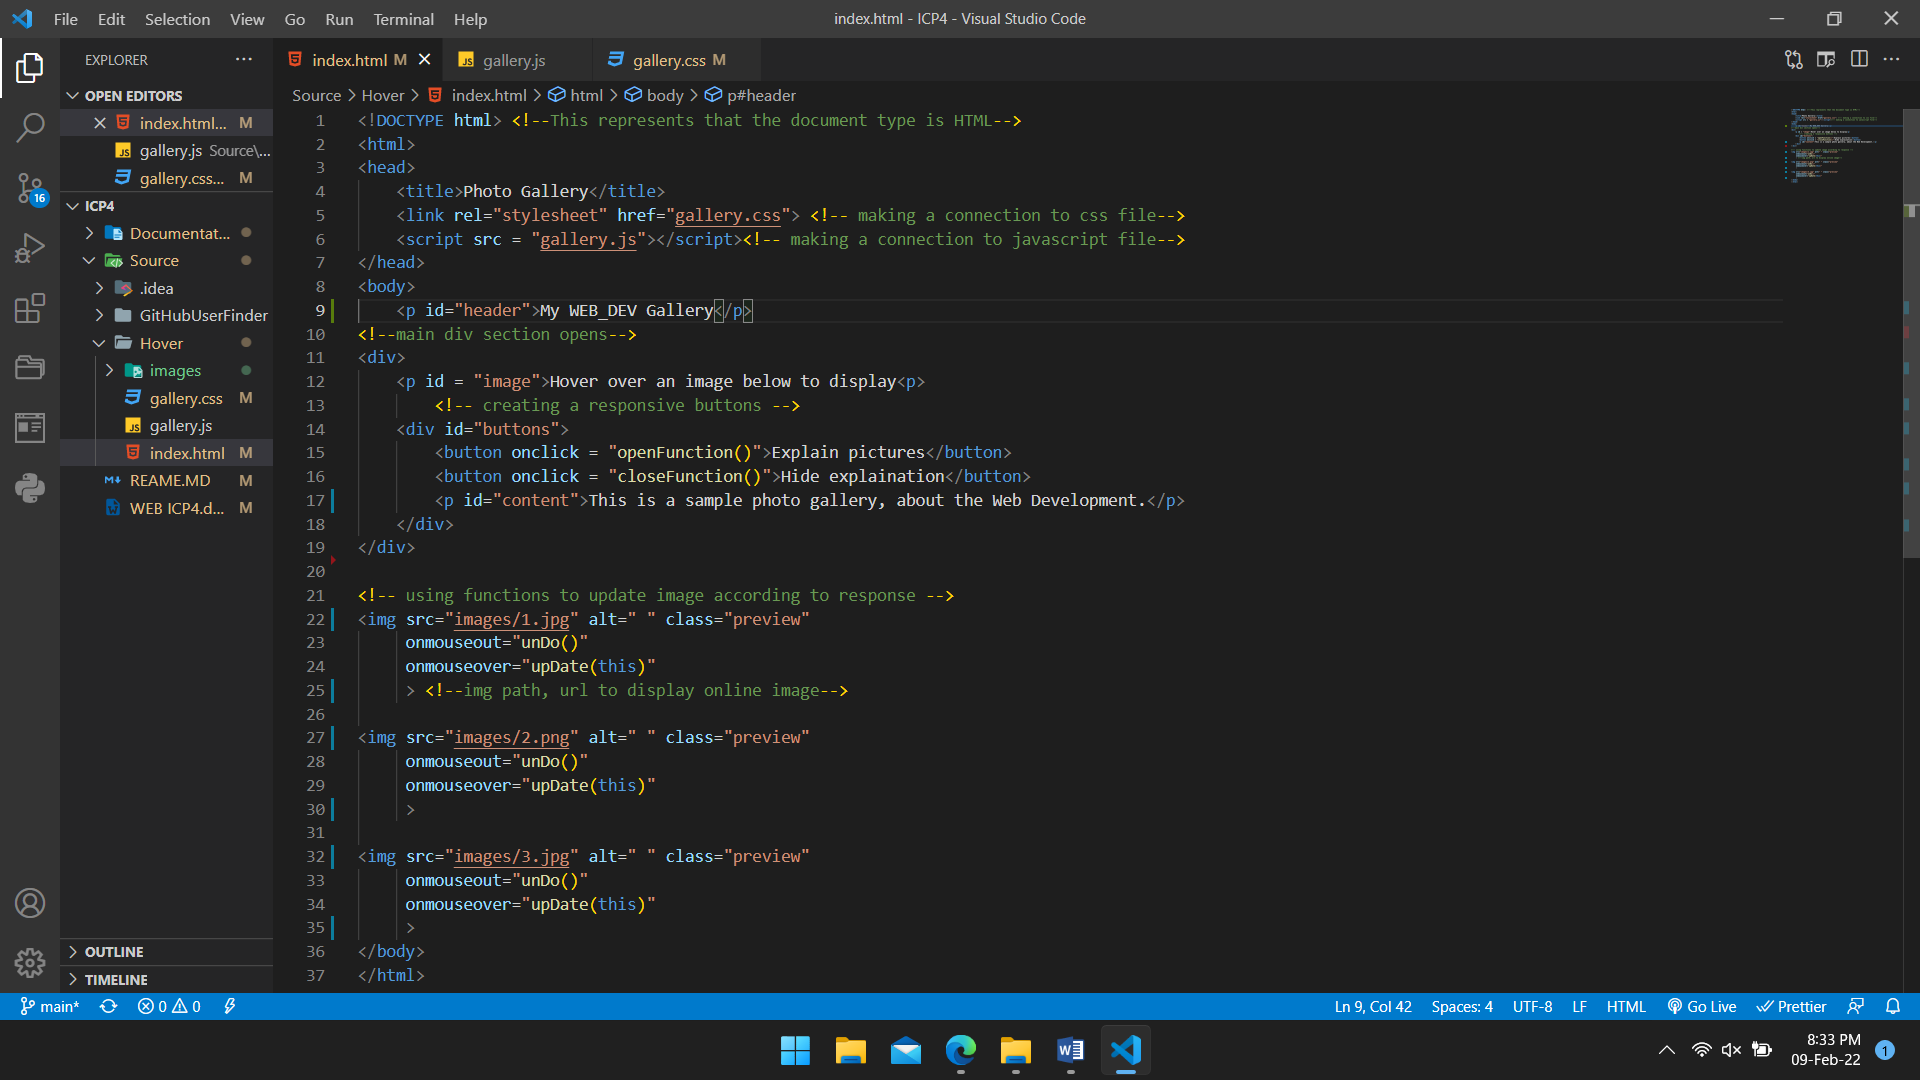 File Edit Selection View Go Run Terminal Help
index.html - ICP4 - Visual Studio Code
EXPLORER
OPEN EDITORS
index.html... M
gallery.js Source\...
gallery.css... M
ICP4
Documentat...
Source
.idea
GitHubUserFinder
Hover
images
gallery.css M
gallery.js
index.html M
REAME.MD M
WEB ICP4.d... M
OUTLINE
TIMELINE
16
index.html M
gallery.js
gallery.css M
Source > Hover > index.html > html > body > p#header
1 <!DOCTYPE html> <!--This represents that the document type is HTML-->
2 <html>
3 <head>
4 <title>Photo Gallery</title>
5 <link rel="stylesheet" href="gallery.css"> <!-- making a connection to css file-->
6 <script src = "gallery.js"></script><!-- making a connection to javascript file-->
7 </head>
8 <body>
9 <p id="header">My WEB_DEV Gallery</p>
10 <!--main div section opens-->
11 <div>
12 <p id = "image">Hover over an image below to display<p>
13 <!-- creating a responsive buttons -->
14 <div id="buttons">
15 <button onclick = "openFunction()">Explain pictures</button>
16 <button onclick = "closeFunction()">Hide explaination</button>
17 <p id="content">This is a sample photo gallery, about the Web Development.</p>
18 </div>
19 </div>
20
21 <!-- using functions to update image according to response -->
22 <img src="images/1.jpg" alt=" " class="preview"
23 onmouseout="unDo()"
24 onmouseover="upDate(this)"
25 > <!--img path, url to display online image-->
26
27 <img src="images/2.png" alt=" " class="preview"
28 onmouseout="unDo()"
29 onmouseover="upDate(this)"
30 >
31
32 <img src="images/3.jpg" alt=" " class="preview"
33 onmouseout="unDo()"
34 onmouseover="upDate(this)"
35 >
36 </body>
37 </html>
main* 0 0 Ln 9, Col 42 Spaces: 4 UTF-8 LF HTML Go Live Prettier
8:33 PM
09-Feb-22
1